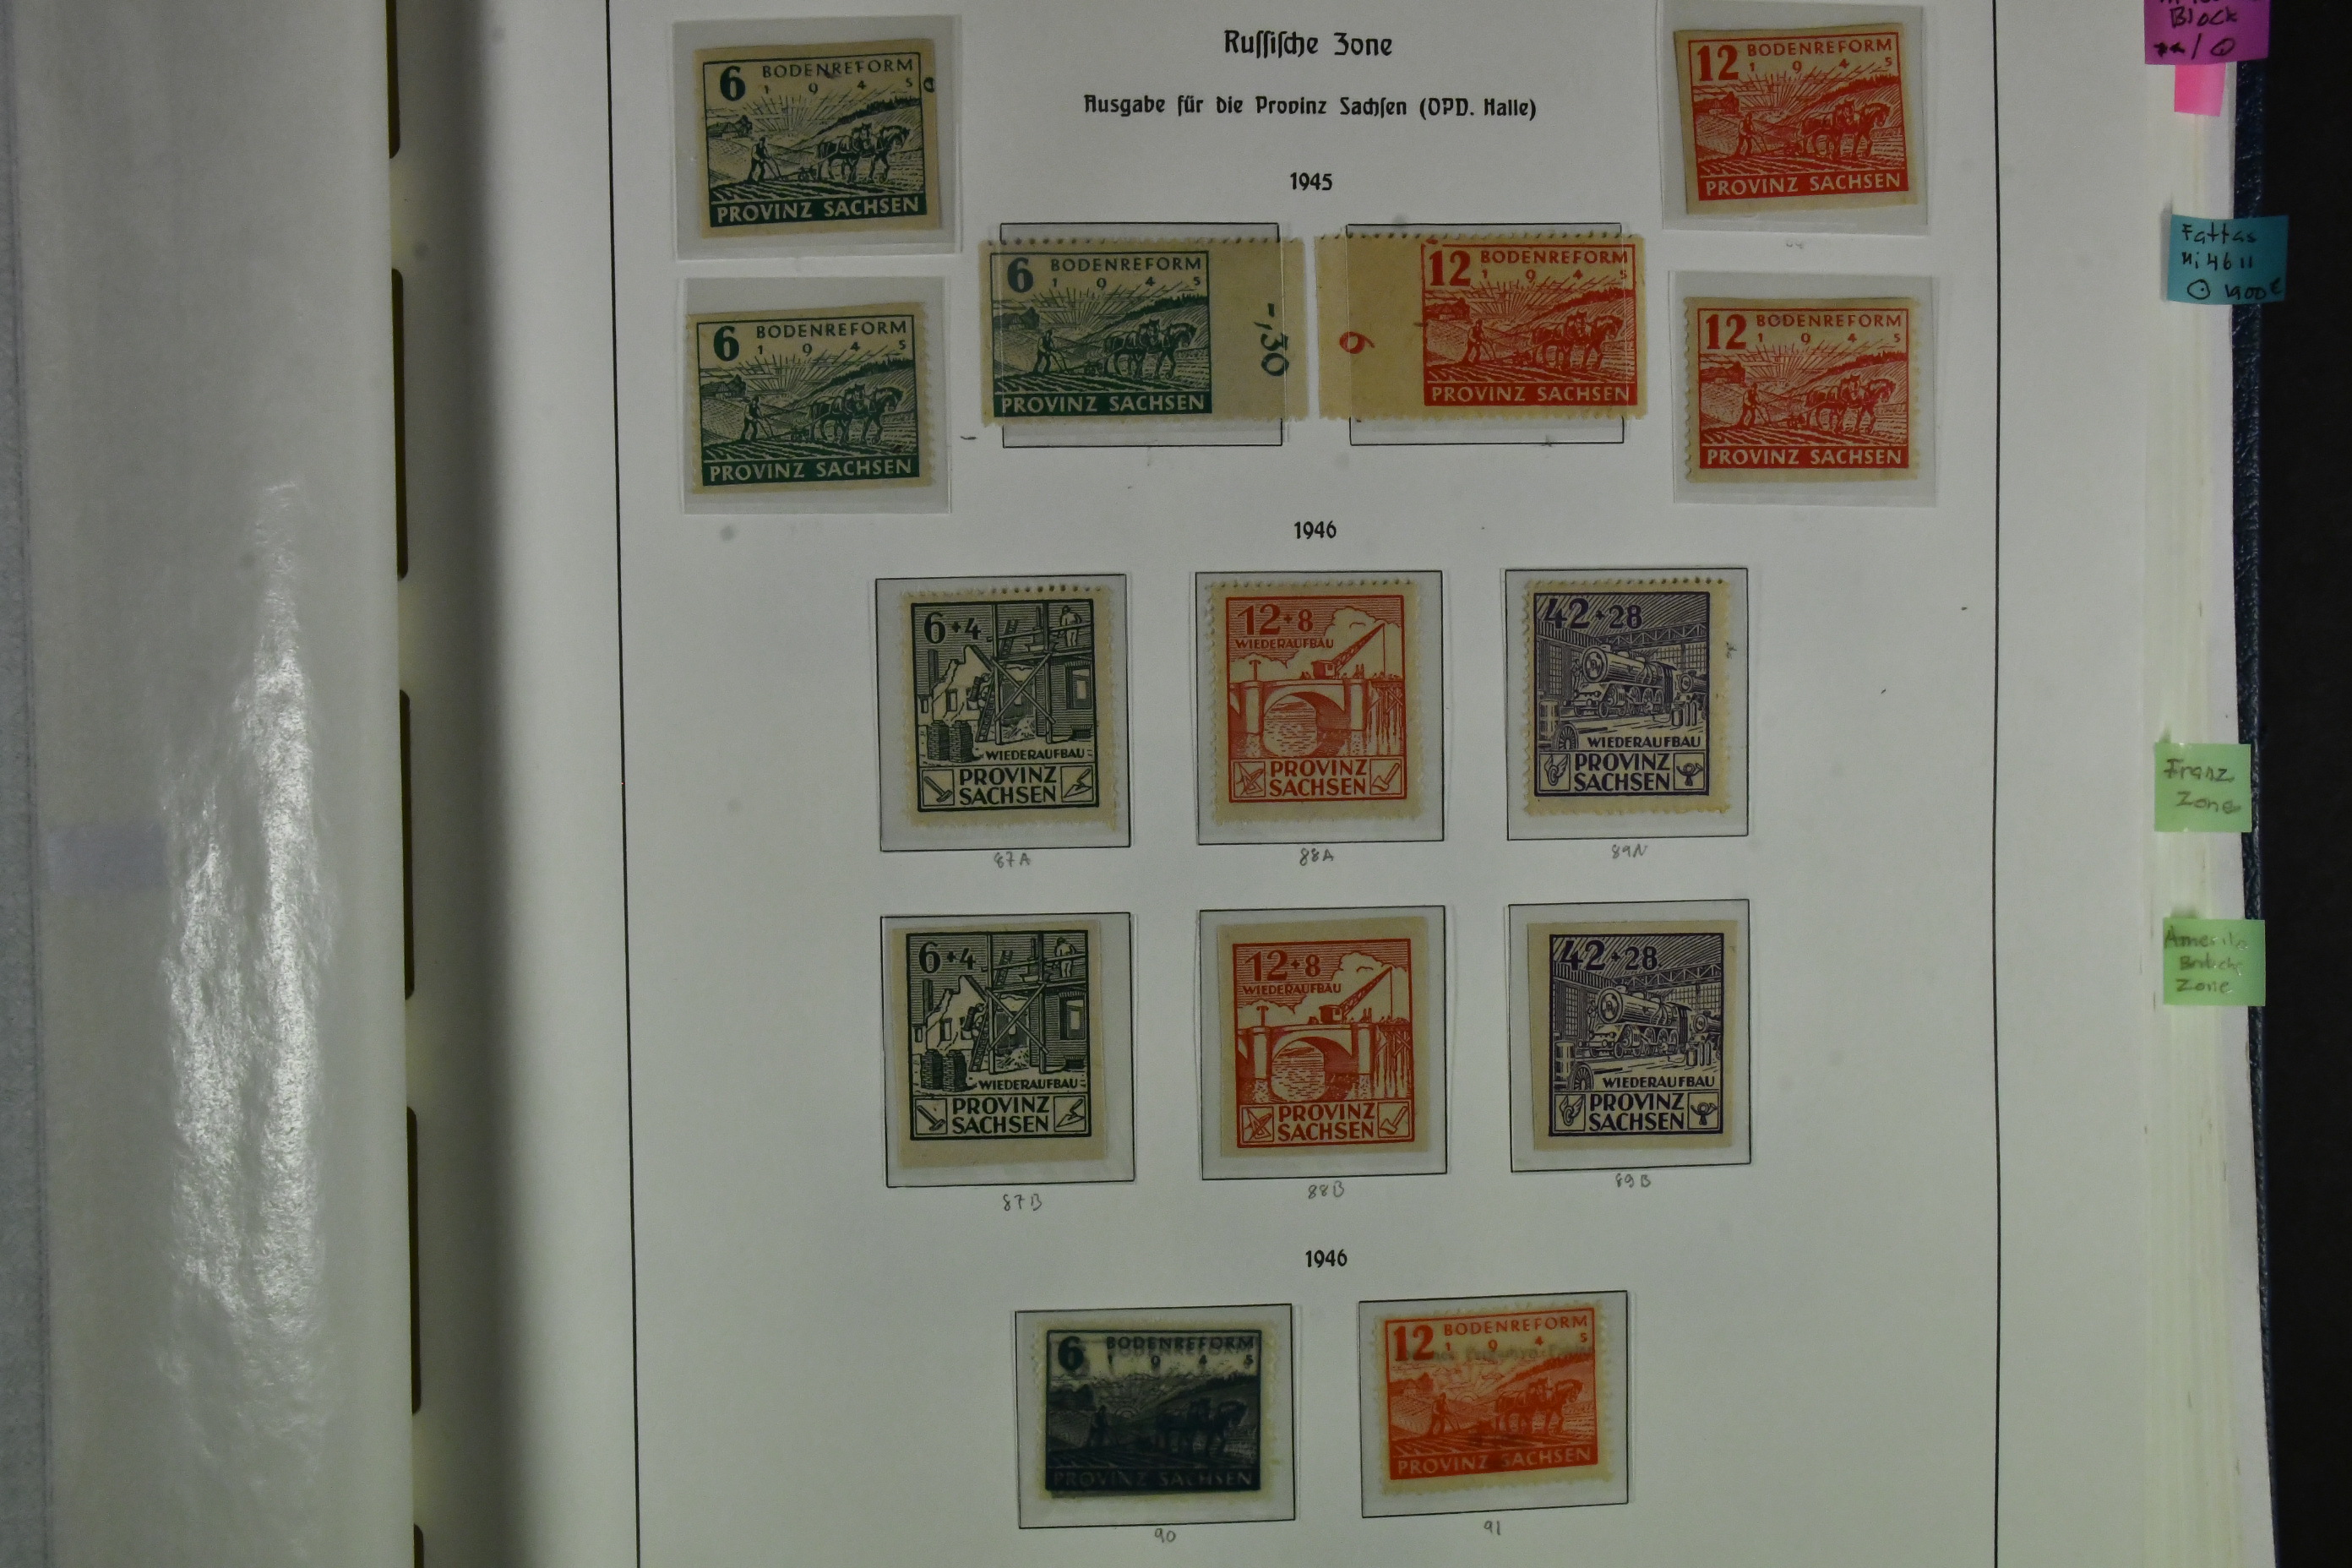 Russische Zone
Ausgabe für die Provinz Sachsen (OPD. Halle)
1945
6 BODENREFORM
1 9 4 5
PROVINZ SACHSEN
12 BODENREFORM
1 9 4 5
PROVINZ SACHSEN
6 BODENREFORM
1 9 4 5
PROVINZ SACHSEN
-,30
9
12 BODENREFORM
1 9 4 5
PROVINZ SACHSEN
6 BODENREFORM
1 9 4 5
PROVINZ SACHSEN
12 BODENREFORM
1 9 4 5
PROVINZ SACHSEN
1946
6+4
WIEDERAUFBAU
PROVINZ
SACHSEN
87A
12+8
WIEDERAUFBAU
PROVINZ
SACHSEN
88A
42+28
WIEDERAUFBAU
PROVINZ
SACHSEN
89A
6+4
WIEDERAUFBAU
PROVINZ
SACHSEN
87B
12+8
WIEDERAUFBAU
PROVINZ
SACHSEN
88B
42+28
WIEDERAUFBAU
PROVINZ
SACHSEN
89B
1946
6 BODENREFORM
1 9 4 5
PROVINZ SACHSEN
90
12 BODENREFORM
1 9 4 5
PROVINZ SACHSEN
91
Block
Fattas
Mi 46 II
1900€
Franz
Zone
Zone